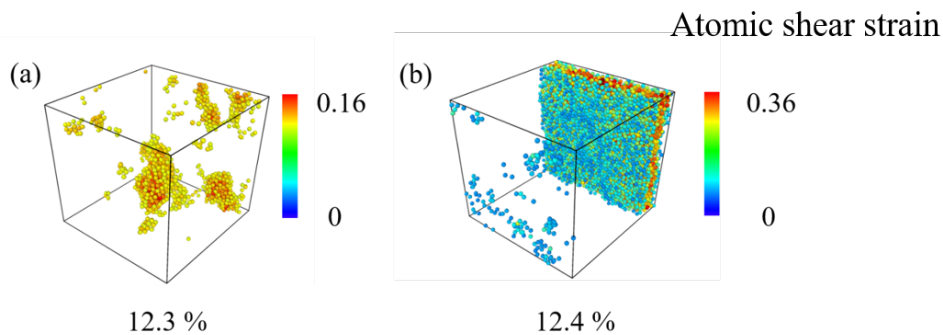 Atomic shear strain
(a)
0.16
0
12.3 %
(b)
0.36
0
12.4 %